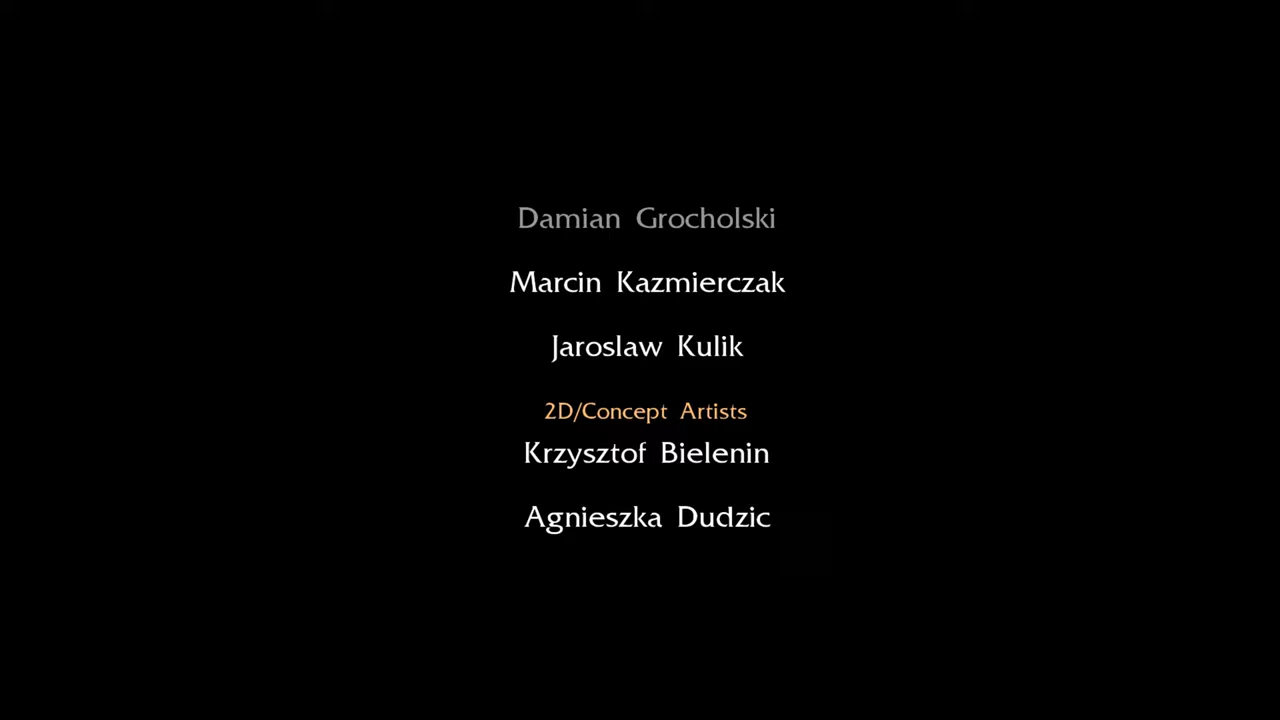 Damian Grocholski
Marcin Kazmierczak
Jaroslaw Kulik
2D/Concept Artists
Krzysztof Bielenin
Agnieszka Dudzic